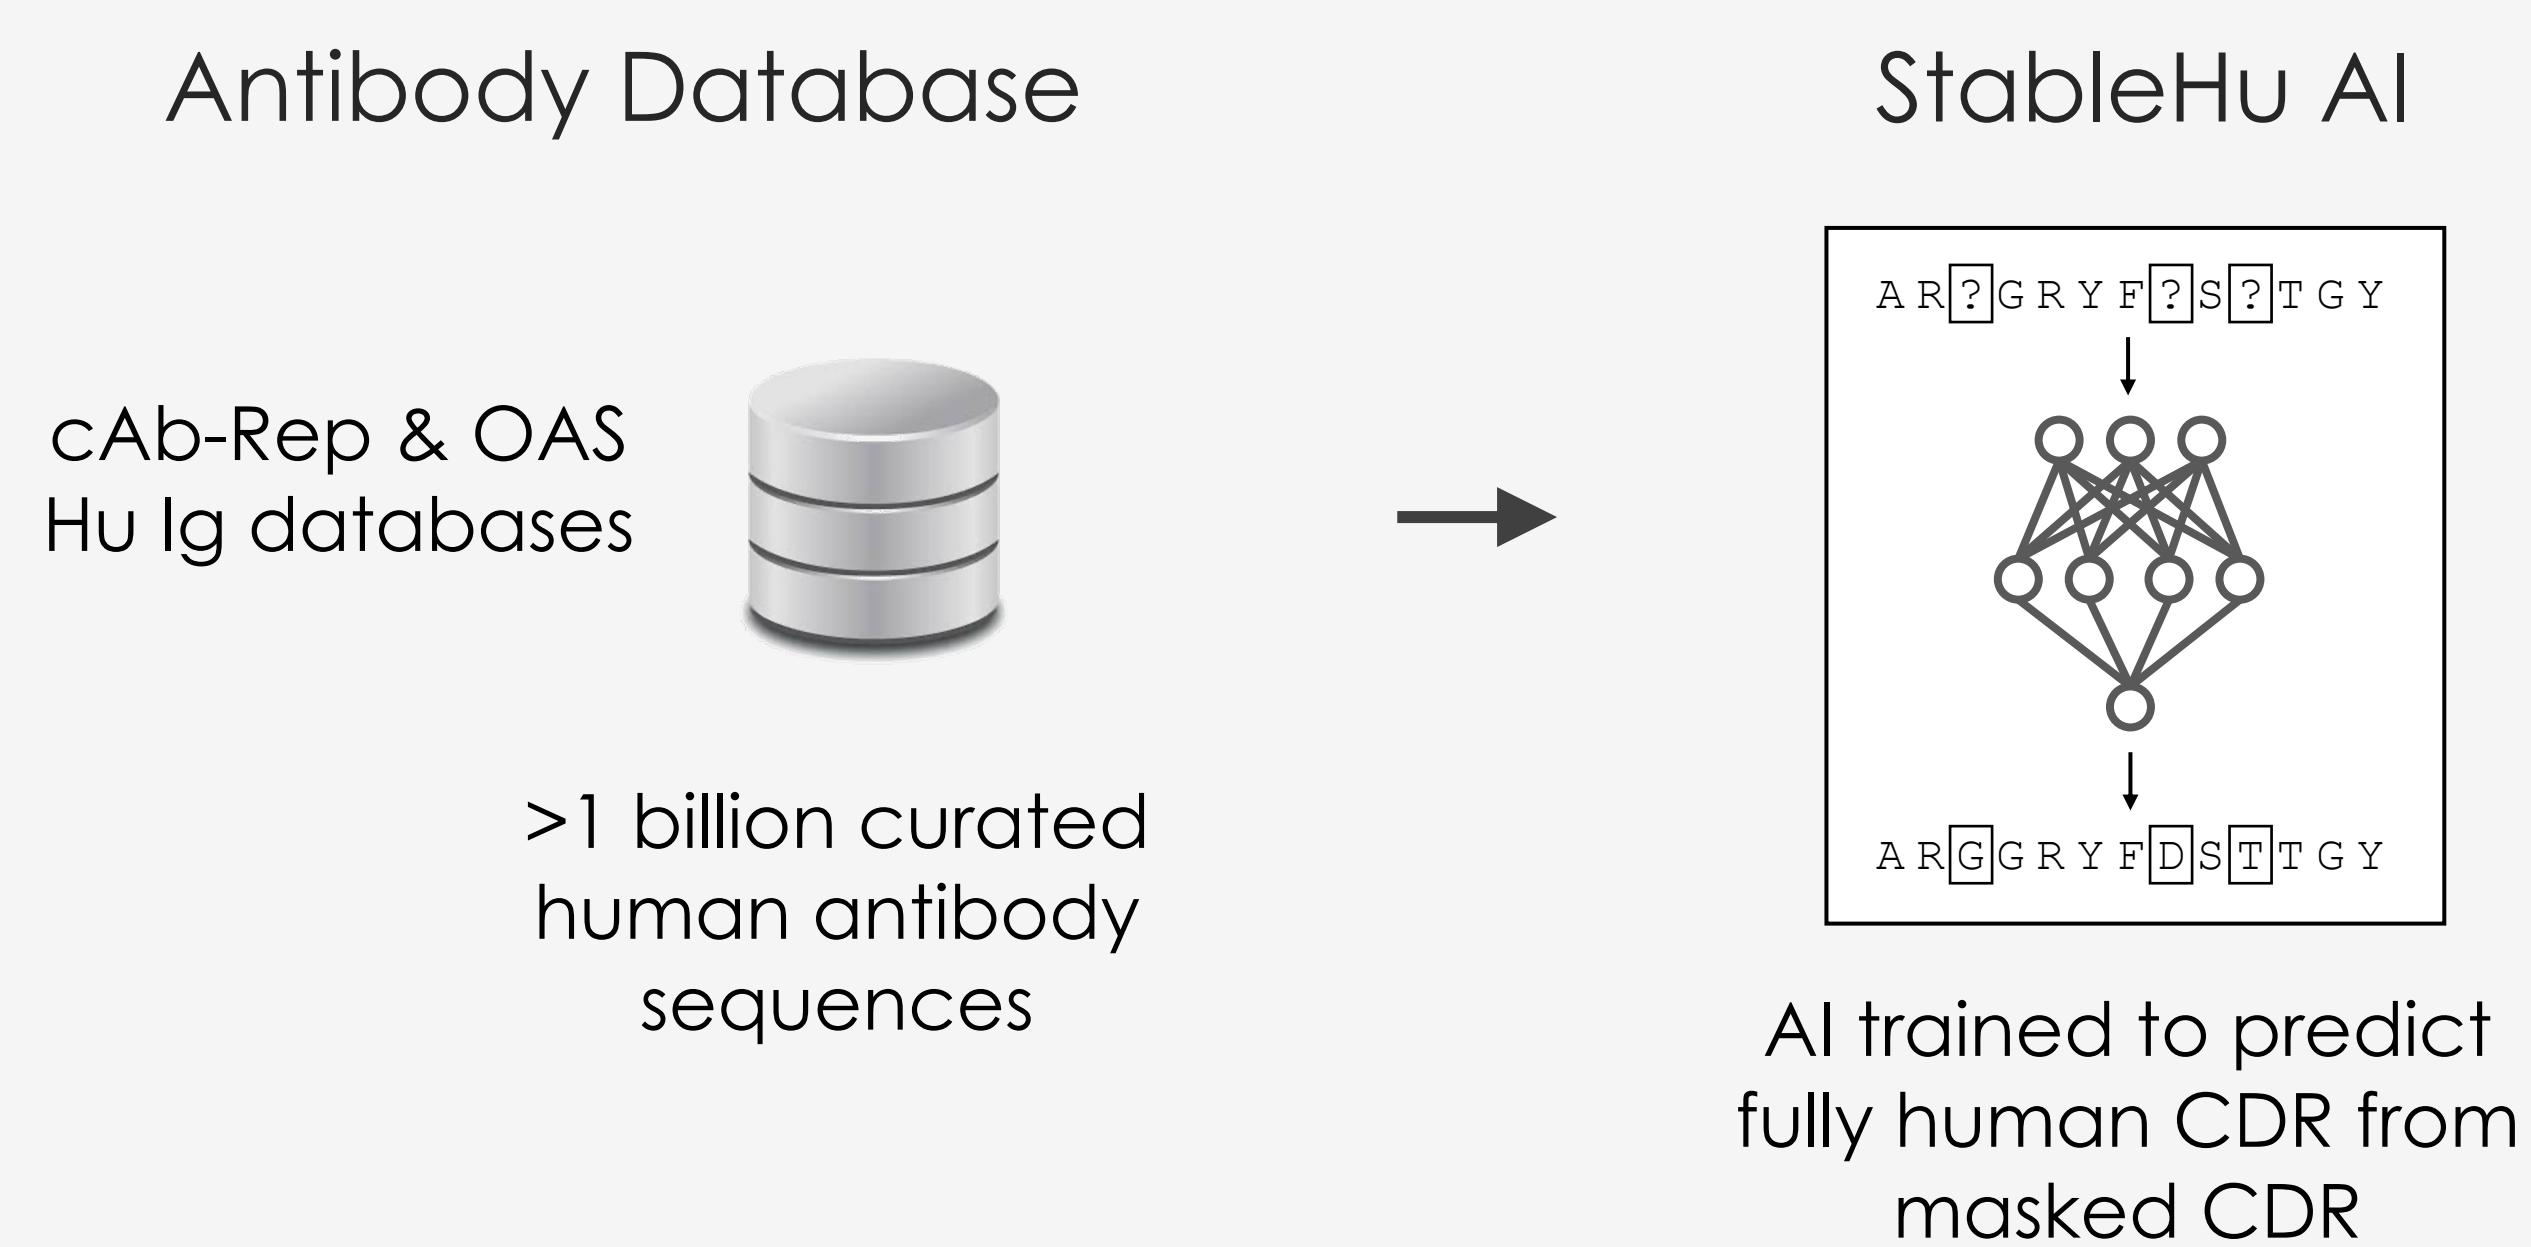 Antibody Database
cAb-Rep & OAS
Hu Ig databases
>1 billion curated
human antibody
sequences
StableHu AI
A R ? G R Y F ? S ? T G Y
A R G G R Y F D S T T G Y
AI trained to predict
fully human CDR from
masked CDR